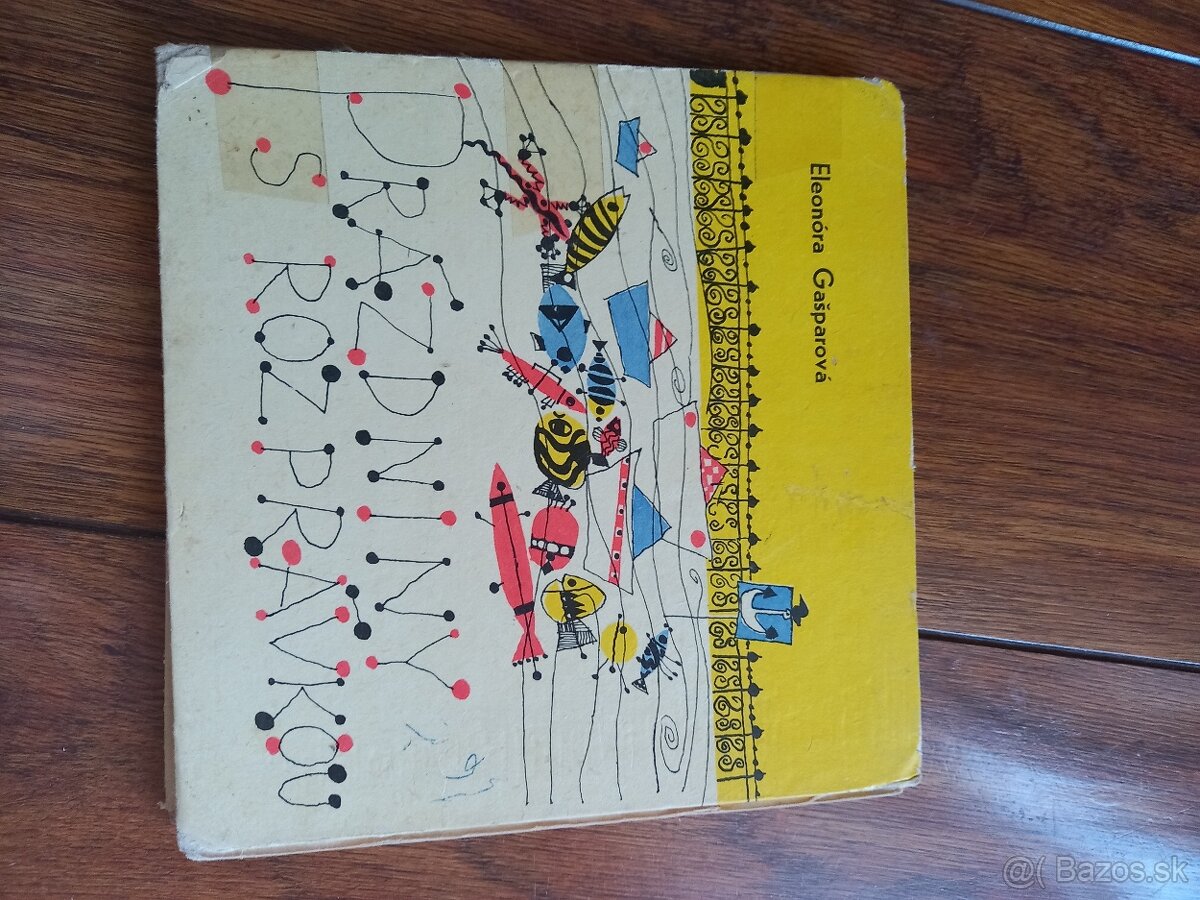 Eleonóra Gašparová
PRÁZDNINY
S ROZPRÁVKOU
@( Bazos.sk